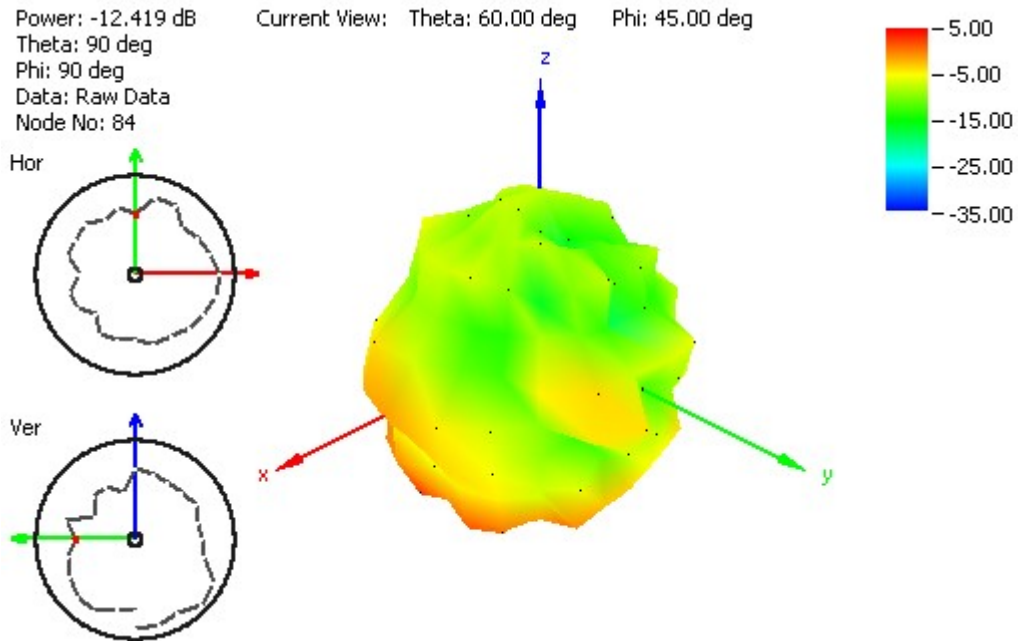 Power: -12.419 dB
Theta: 90 deg
Phi: 90 deg
Data: Raw Data
Node No: 84
Current View: Theta: 60.00 deg Phi: 45.00 deg
5.00
-5.00
-15.00
-25.00
-35.00
Hor
Ver
z
x
y